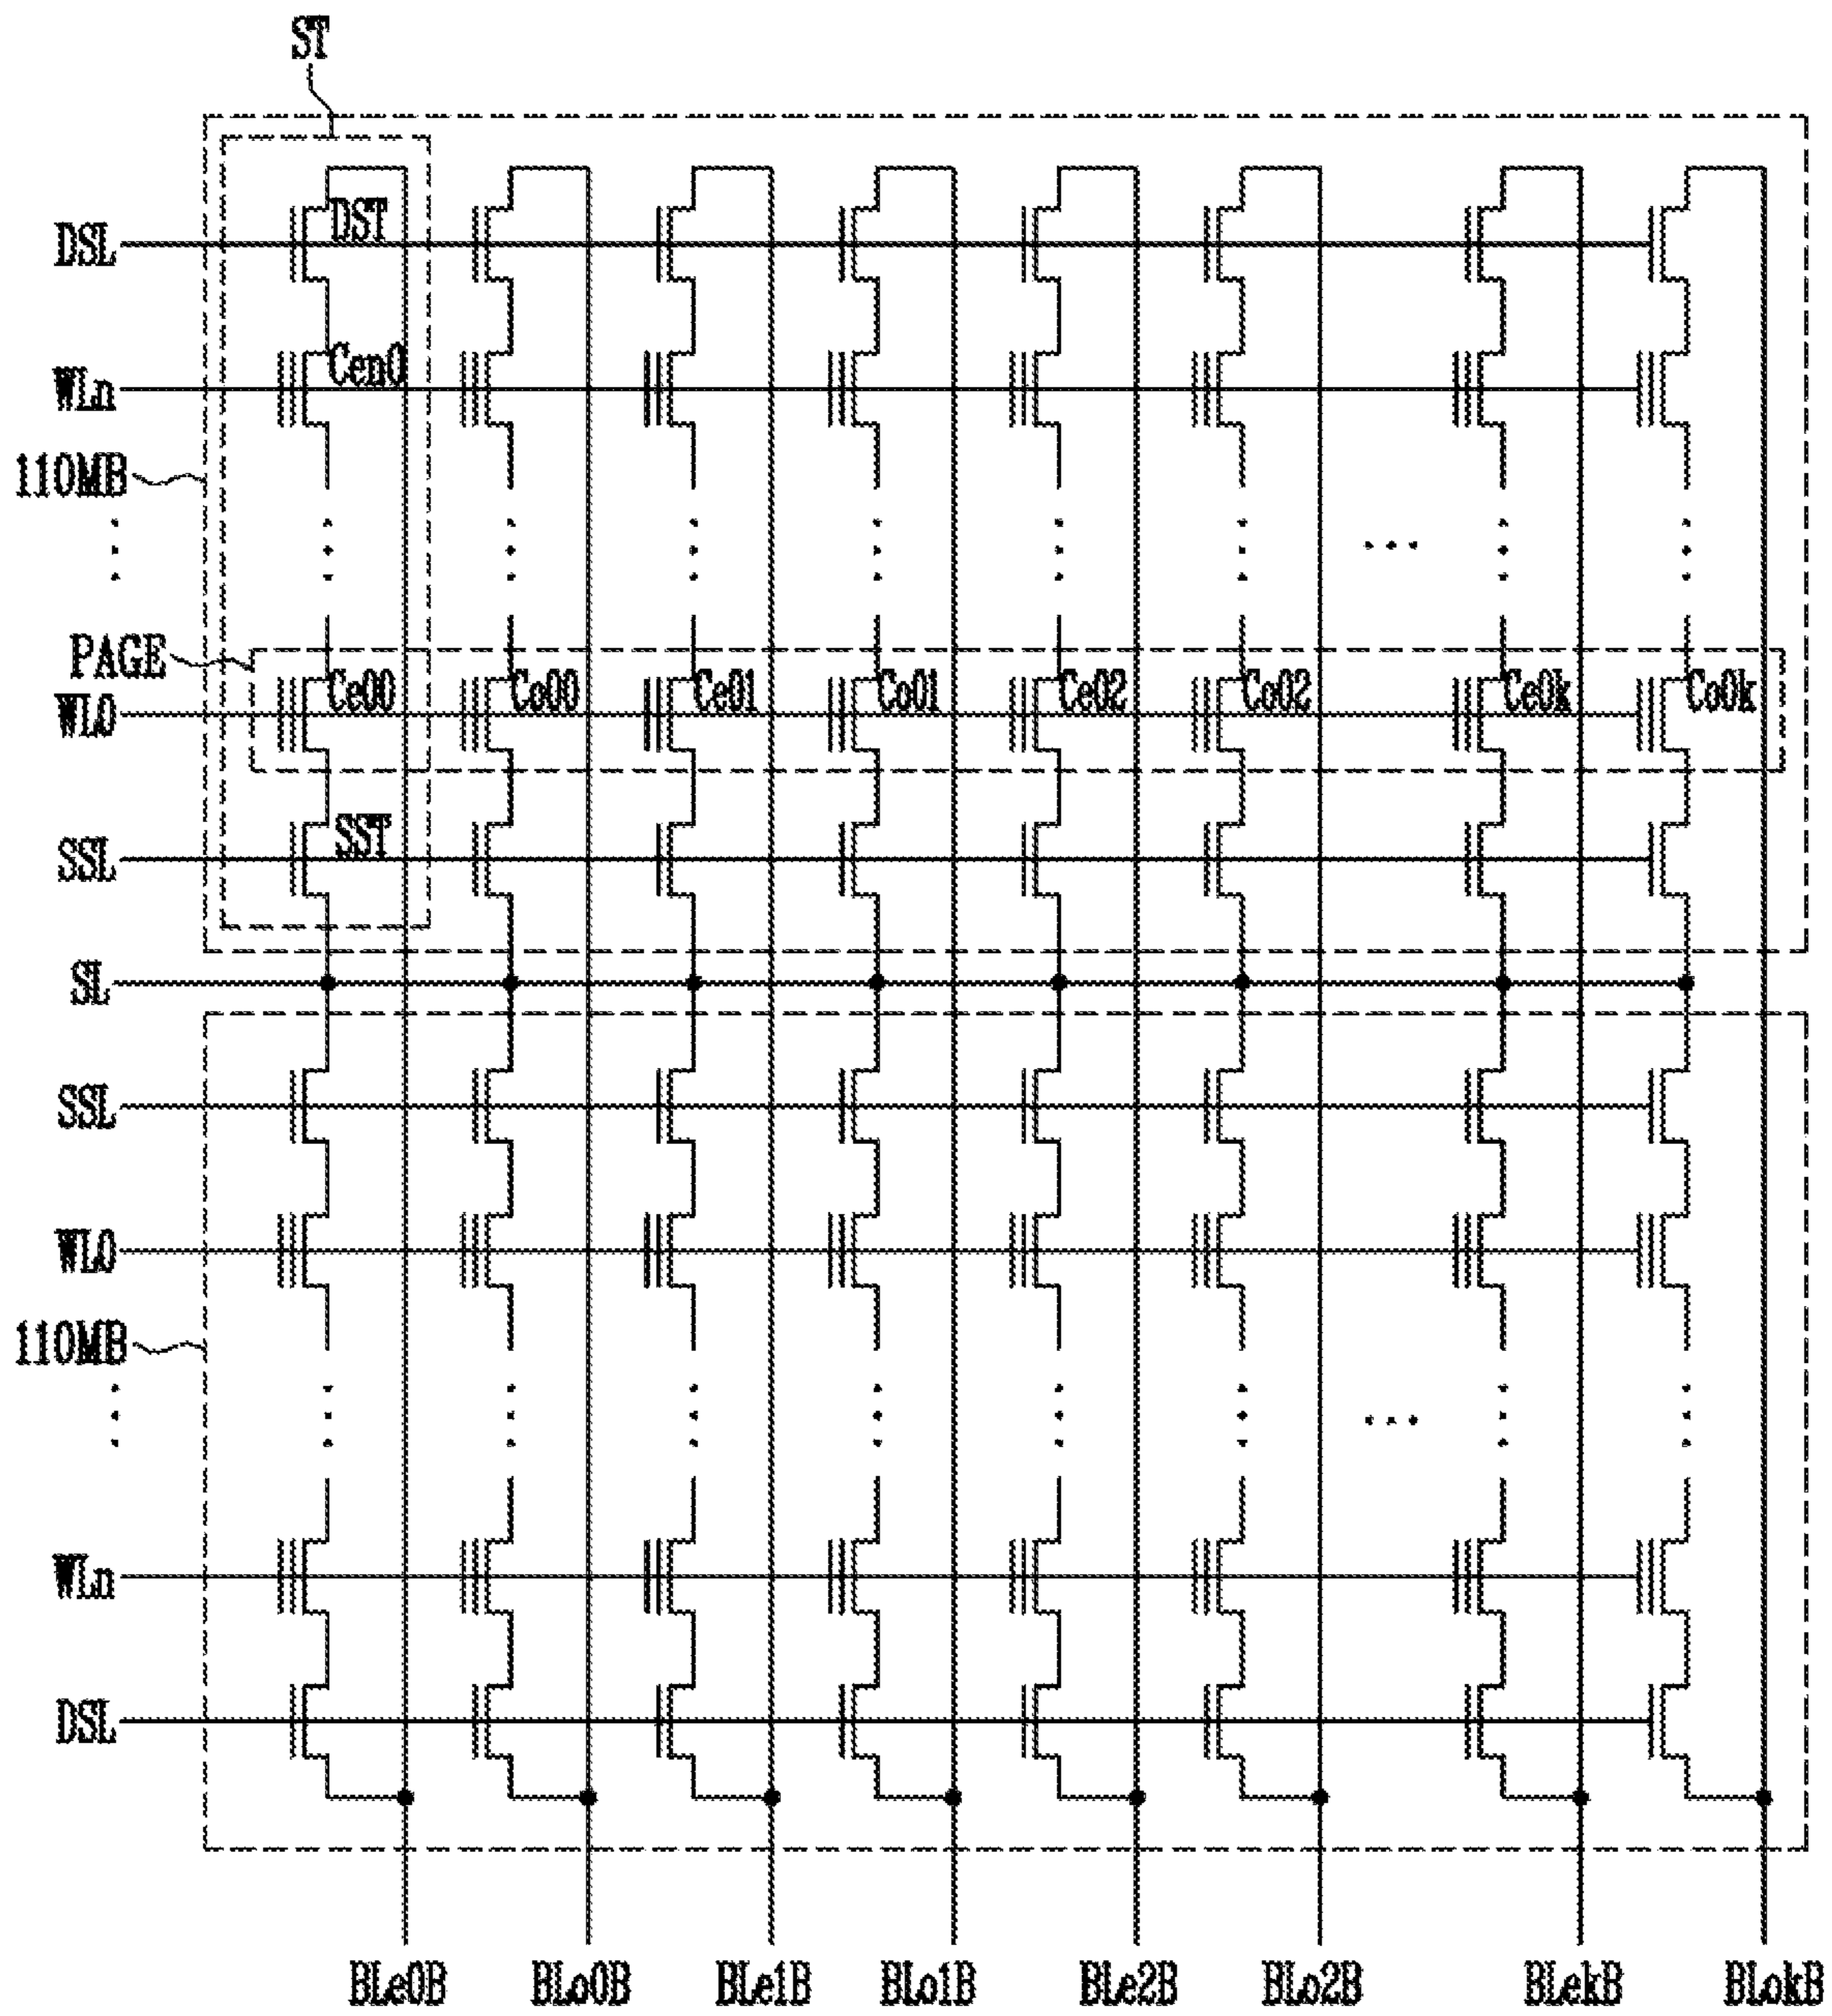 ST
DSL
DST
WLn
Cen0
110MB
PAGE
WL0
Ce00 Co00 Ce01 Co01 Ce02 Co02 Ce0k Co0k
SSL
SST
SL
SSL
WL0
110MB
WLn
DSL
BLe0B BLo0B BLe1B BLo1B BLe2B BLo2B BLekB BLokB